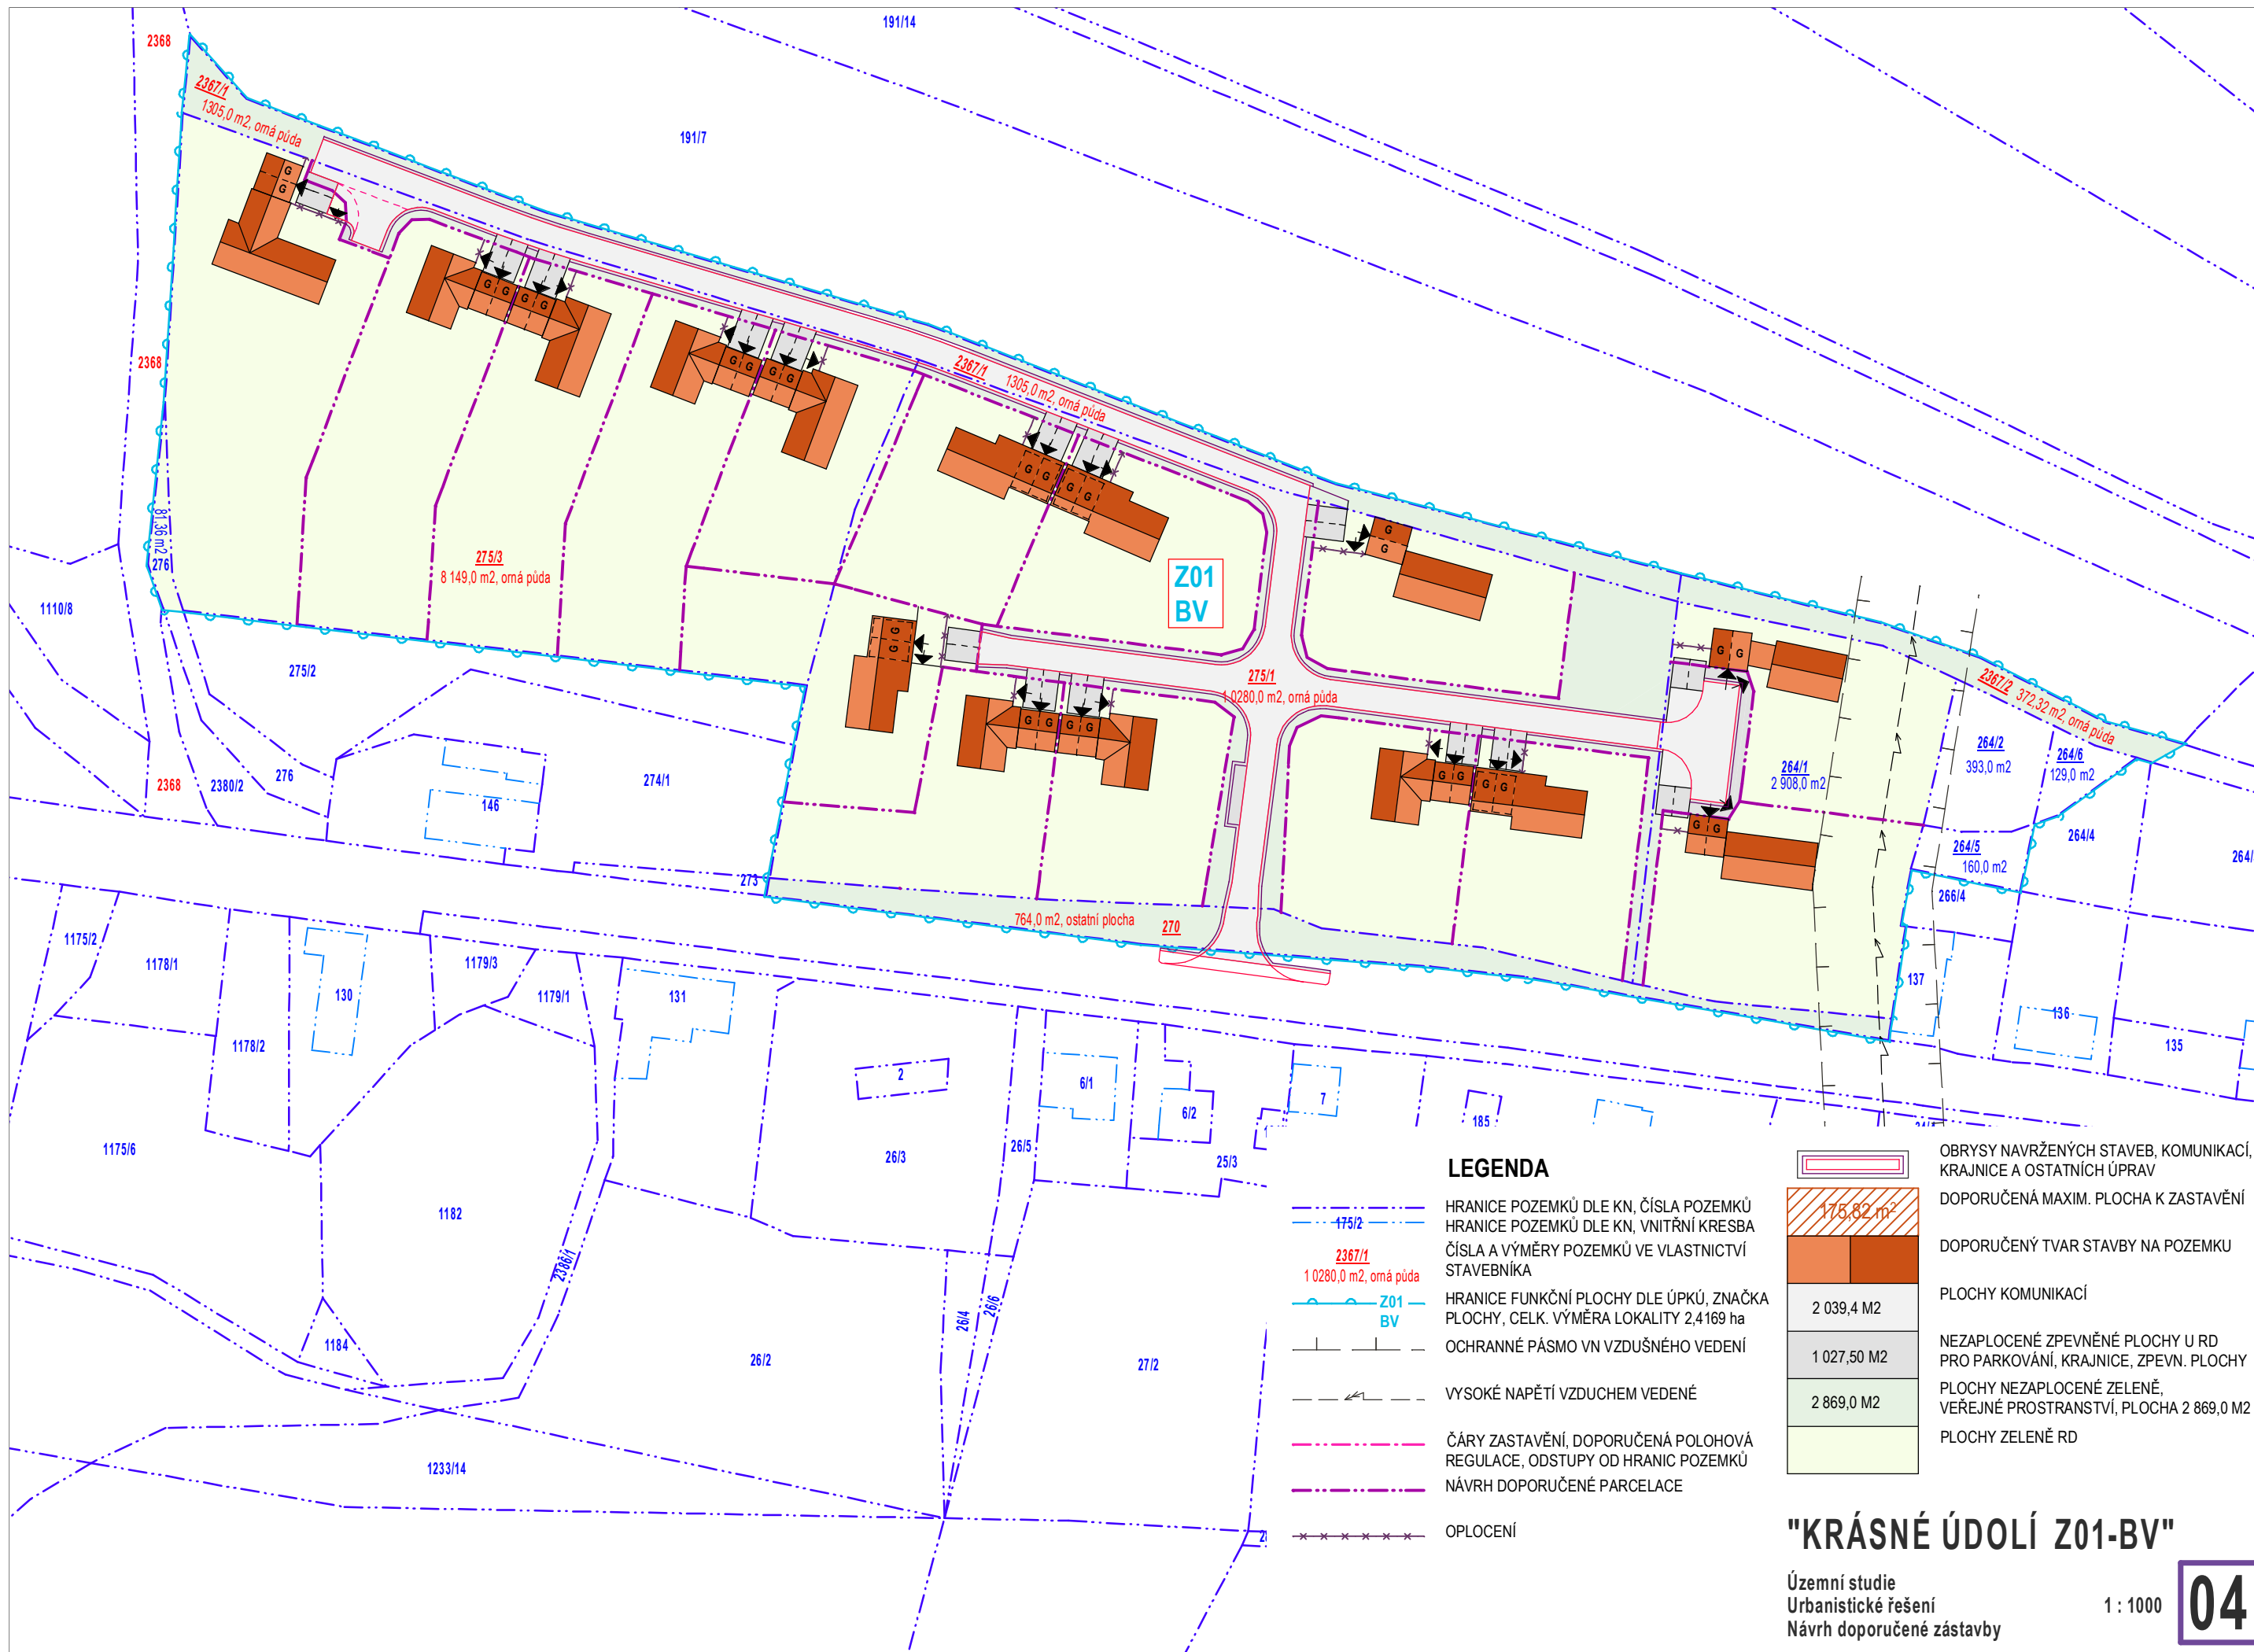 191/14
2368
2367/1
1305,0 m2, orná půda
191/7
G
G
G G
G G
2368
G G
G G
2367/1
1305,0 m2, orná půda
G G
G G
81,36 m2
276
275/3
8 149,0 m2, orná půda
Z01
BV
G
G
1110/8
G
G
G G
275/2
275/1
1 0280,0 m2, orná půda
2367/2
372,32 m2, orná půda
G G
G G
264/2
393,0 m2
264/6
129,0 m2
264/1
2 908,0 m2
G G
G G
G G
276
274/1
2368
2380/2
146
264/4
264/5
160,0 m2
264/
273
266/4
764,0 m2, ostatní plocha
270
1175/2
1178/1
1179/3
130
1179/1
131
137
136
135
1178/2
2
6/1
6/2
7
185
1175/6
26/3
26/5
25/3
1182
2386/1
26/4
26/6
1184
26/2
27/2
1233/14
LEGENDA
HRANICE POZEMKŮ DLE KN, ČÍSLA POZEMKŮ
175/2
HRANICE POZEMKŮ DLE KN, VNITŘNÍ KRESBA
2367/1
1 0280,0 m2, orná půda
ČÍSLA A VÝMĚRY POZEMKŮ VE VLASTNICTVÍ
STAVEBNÍKA
Z01
BV
HRANICE FUNKČNÍ PLOCHY DLE ÚPKÚ, ZNAČKA
PLOCHY, CELK. VÝMĚRA LOKALITY 2,4169 ha
OCHRANNÉ PÁSMO VN VZDUŠNÉHO VEDENÍ
VYSOKÉ NAPĚTÍ VZDUCHEM VEDENÉ
ČÁRY ZASTAVĚNÍ, DOPORUČENÁ POLOHOVÁ
REGULACE, ODSTUPY OD HRANIC POZEMKŮ
NÁVRH DOPORUČENÉ PARCELACE
OPLOCENÍ
OBRYSY NAVRŽENÝCH STAVEB, KOMUNIKACÍ,
KRAJNICE A OSTATNÍCH ÚPRAV
175,82 m²
DOPORUČENÁ MAXIM. PLOCHA K ZASTAVĚNÍ
DOPORUČENÝ TVAR STAVBY NA POZEMKU
2 039,4 M2
PLOCHY KOMUNIKACÍ
1 027,50 M2
NEZAPLOCENÉ ZPEVNĚNÉ PLOCHY U RD
PRO PARKOVÁNÍ, KRAJNICE, ZPEVN. PLOCHY
2 869,0 M2
PLOCHY NEZAPLOCENÉ ZELENĚ,
VEŘEJNÉ PROSTRANSTVÍ, PLOCHA 2 869,0 M2
PLOCHY ZELENĚ RD
"KRÁSNÉ ÚDOLÍ Z01-BV"
Územní studie
Urbanistické řešení
Návrh doporučené zástavby
1 : 1000
04